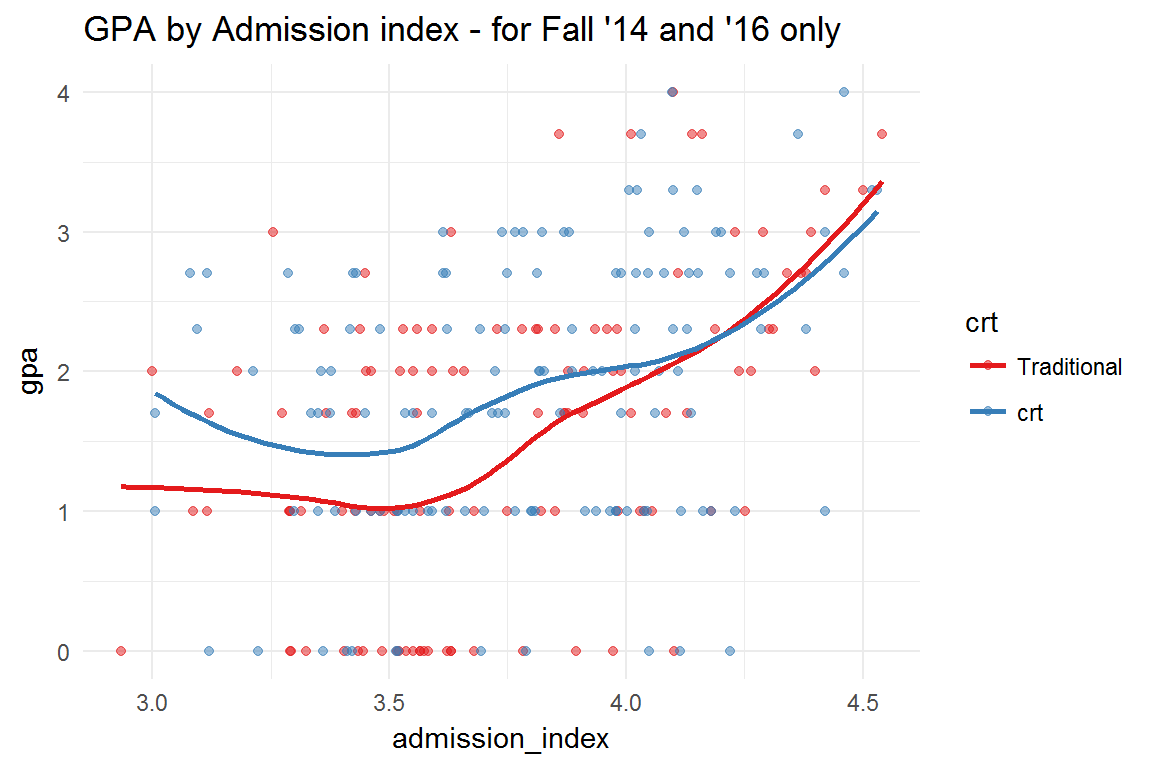 GPA by Admission index - for Fall '14 and '16 only
4
3
2
1
0
gpa
3.0 3.5 4.0 4.5
admission_index
crt
Traditional
crt